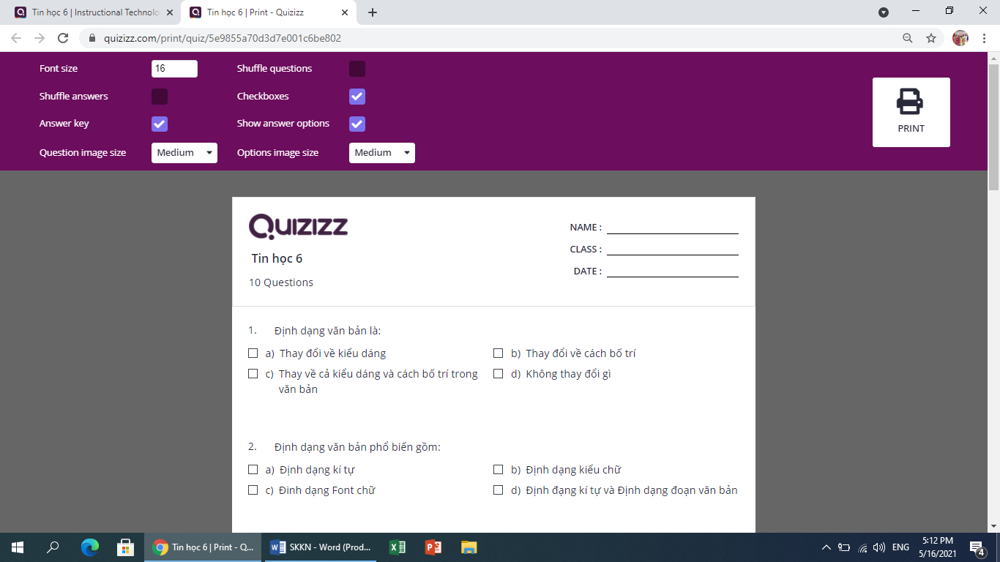 Tin học 6 | Instructional Technolo
Tin học 6 | Print - Quizizz
quizizz.com/print/quiz/5e9855a70d3d7e001c6be802
Font size 16 Shuffle questions
Shuffle answers Checkboxes
Answer key Show answer options
PRINT
Question image size Medium Options image size Medium
QUIZIZZ
NAME :
CLASS :
DATE :
Tin học 6
10 Questions
1. Định dạng văn bản là:
a) Thay đổi về kiểu dáng b) Thay đổi về cách bố trí
c) Thay về cả kiểu dáng và cách bố trí trong d) Không thay đổi gì
văn bản
2. Định dạng văn bản phổ biến gồm:
a) Định dạng kí tự b) Định dạng kiểu chữ
c) Đinh dạng Font chữ d) Định đạng kí tự và Định dạng đoạn văn bản
Tin học 6 | Print - Q... SKKN - Word (Prod... ENG 5:12 PM
5/16/2021 4